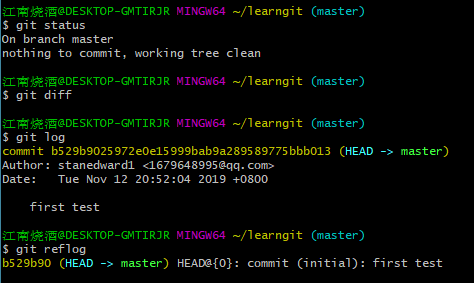 江南烧酒@DESKTOP-GMTIRJR MINGW64 ~/learngit (master)
$ git status
On branch master
nothing to commit, working tree clean
江南烧酒@DESKTOP-GMTIRJR MINGW64 ~/learngit (master)
$ git diff
江南烧酒@DESKTOP-GMTIRJR MINGW64 ~/learngit (master)
$ git log
commit b529b9025972e0e15999bab9a289589775bbb013 (HEAD -> master)
Author: stanedward1 <1679648995@qq.com>
Date:   Tue Nov 12 20:52:04 2019 +0800
    first test
江南烧酒@DESKTOP-GMTIRJR MINGW64 ~/learngit (master)
$ git reflog
b529b90 (HEAD -> master) HEAD@{0}: commit (initial): first test